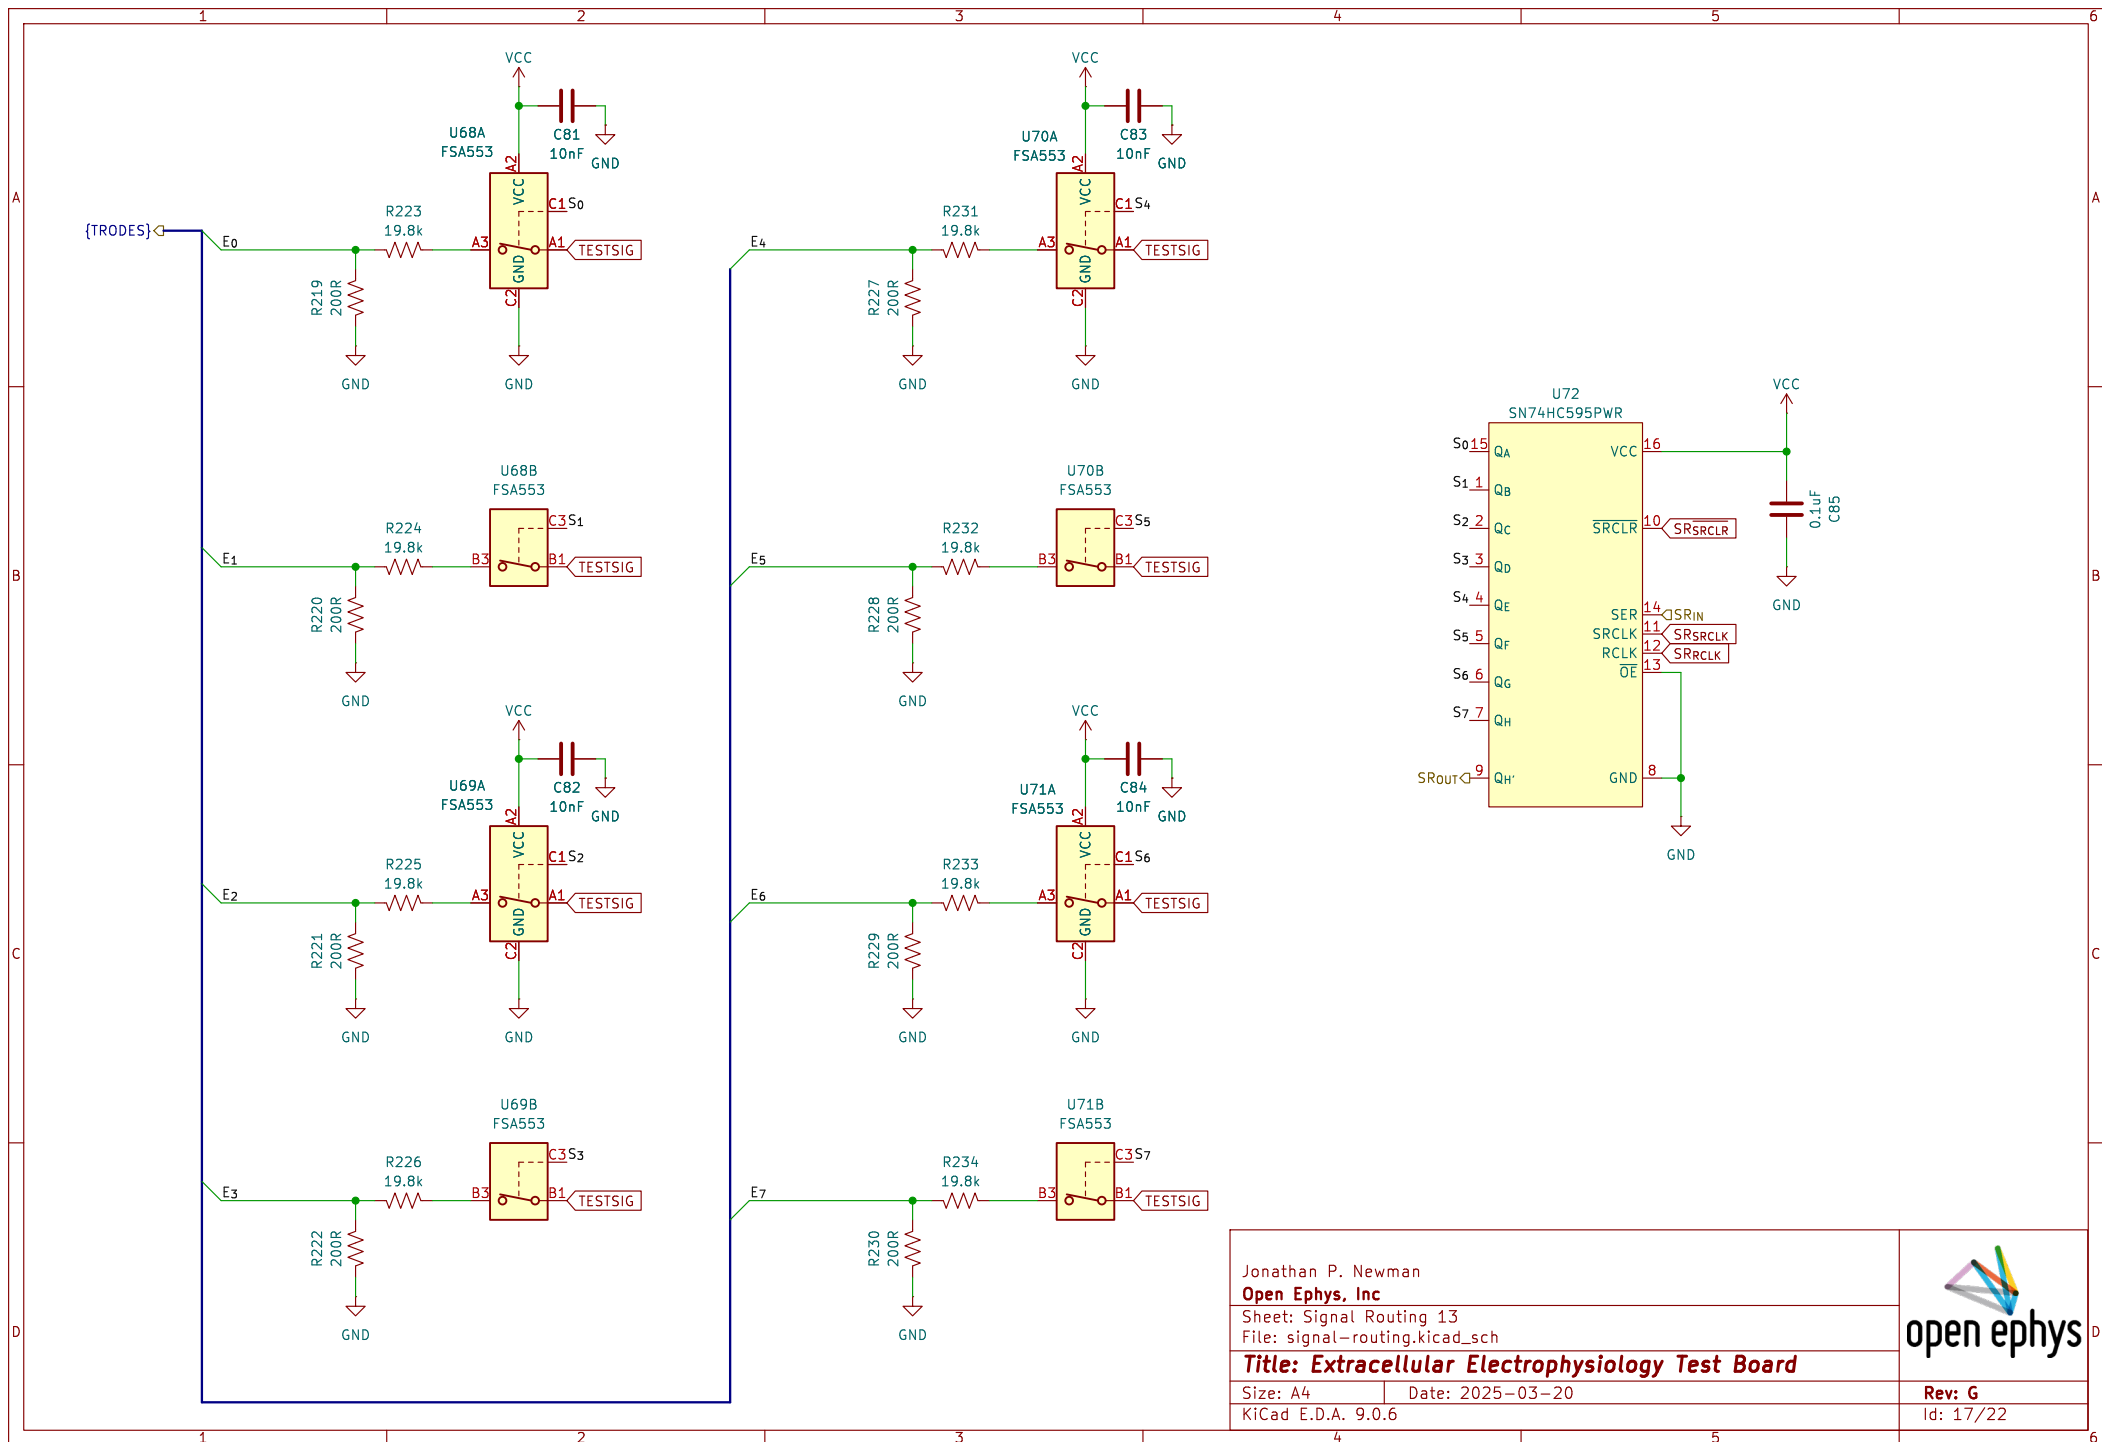 1 2 3 4 5 6
A
B
C
D
A
B
C
D
1 2 3 4 5 6
{TRODES}
VCC
C81
10nF
GND
U68A
FSA553
A2
VCC
C1 S0
A3
A1 TESTSIG
GND
C2
E0
R223
19.8k
R219
200R
GND
GND
U68B
FSA553
C3 S1
B3
B1 TESTSIG
E1
R224
19.8k
R220
200R
GND
VCC
C82
10nF
GND
U69A
FSA553
A2
VCC
C1 S2
A3
A1 TESTSIG
GND
C2
E2
R225
19.8k
R221
200R
GND
GND
U69B
FSA553
C3 S3
B3
B1 TESTSIG
E3
R226
19.8k
R222
200R
GND
VCC
C83
10nF
GND
U70A
FSA553
A2
VCC
C1 S4
A3
A1 TESTSIG
GND
C2
E4
R231
19.8k
R227
200R
GND
GND
U70B
FSA553
C3 S5
B3
B1 TESTSIG
E5
R232
19.8k
R228
200R
GND
VCC
C84
10nF
GND
U71A
FSA553
A2
VCC
C1 S6
A3
A1 TESTSIG
GND
C2
E6
R233
19.8k
R229
200R
GND
GND
U71B
FSA553
C3 S7
B3
B1 TESTSIG
E7
R234
19.8k
R230
200R
GND
U72
SN74HC595PWR
S0 15 QA
S1 1 QB
S2 2 QC
S3 3 QD
S4 4 QE
S5 5 QF
S6 6 QG
S7 7 QH
SROUT 9 QH'
VCC 16
SRCLR 10 SRSRCLR
SER 14 SRIN
SRCLK 11 SRSRCLK
RCLK 12 SRRCLK
OE 13
GND 8
GND
VCC
0.1uF
C85
GND
Jonathan P. Newman
Open Ephys, Inc
Sheet: Signal Routing 13
File: signal-routing.kicad_sch
Title: Extracellular Electrophysiology Test Board
Size: A4 Date: 2025-03-20
KiCad E.D.A. 9.0.6
open ephys
Rev: G
Id: 17/22